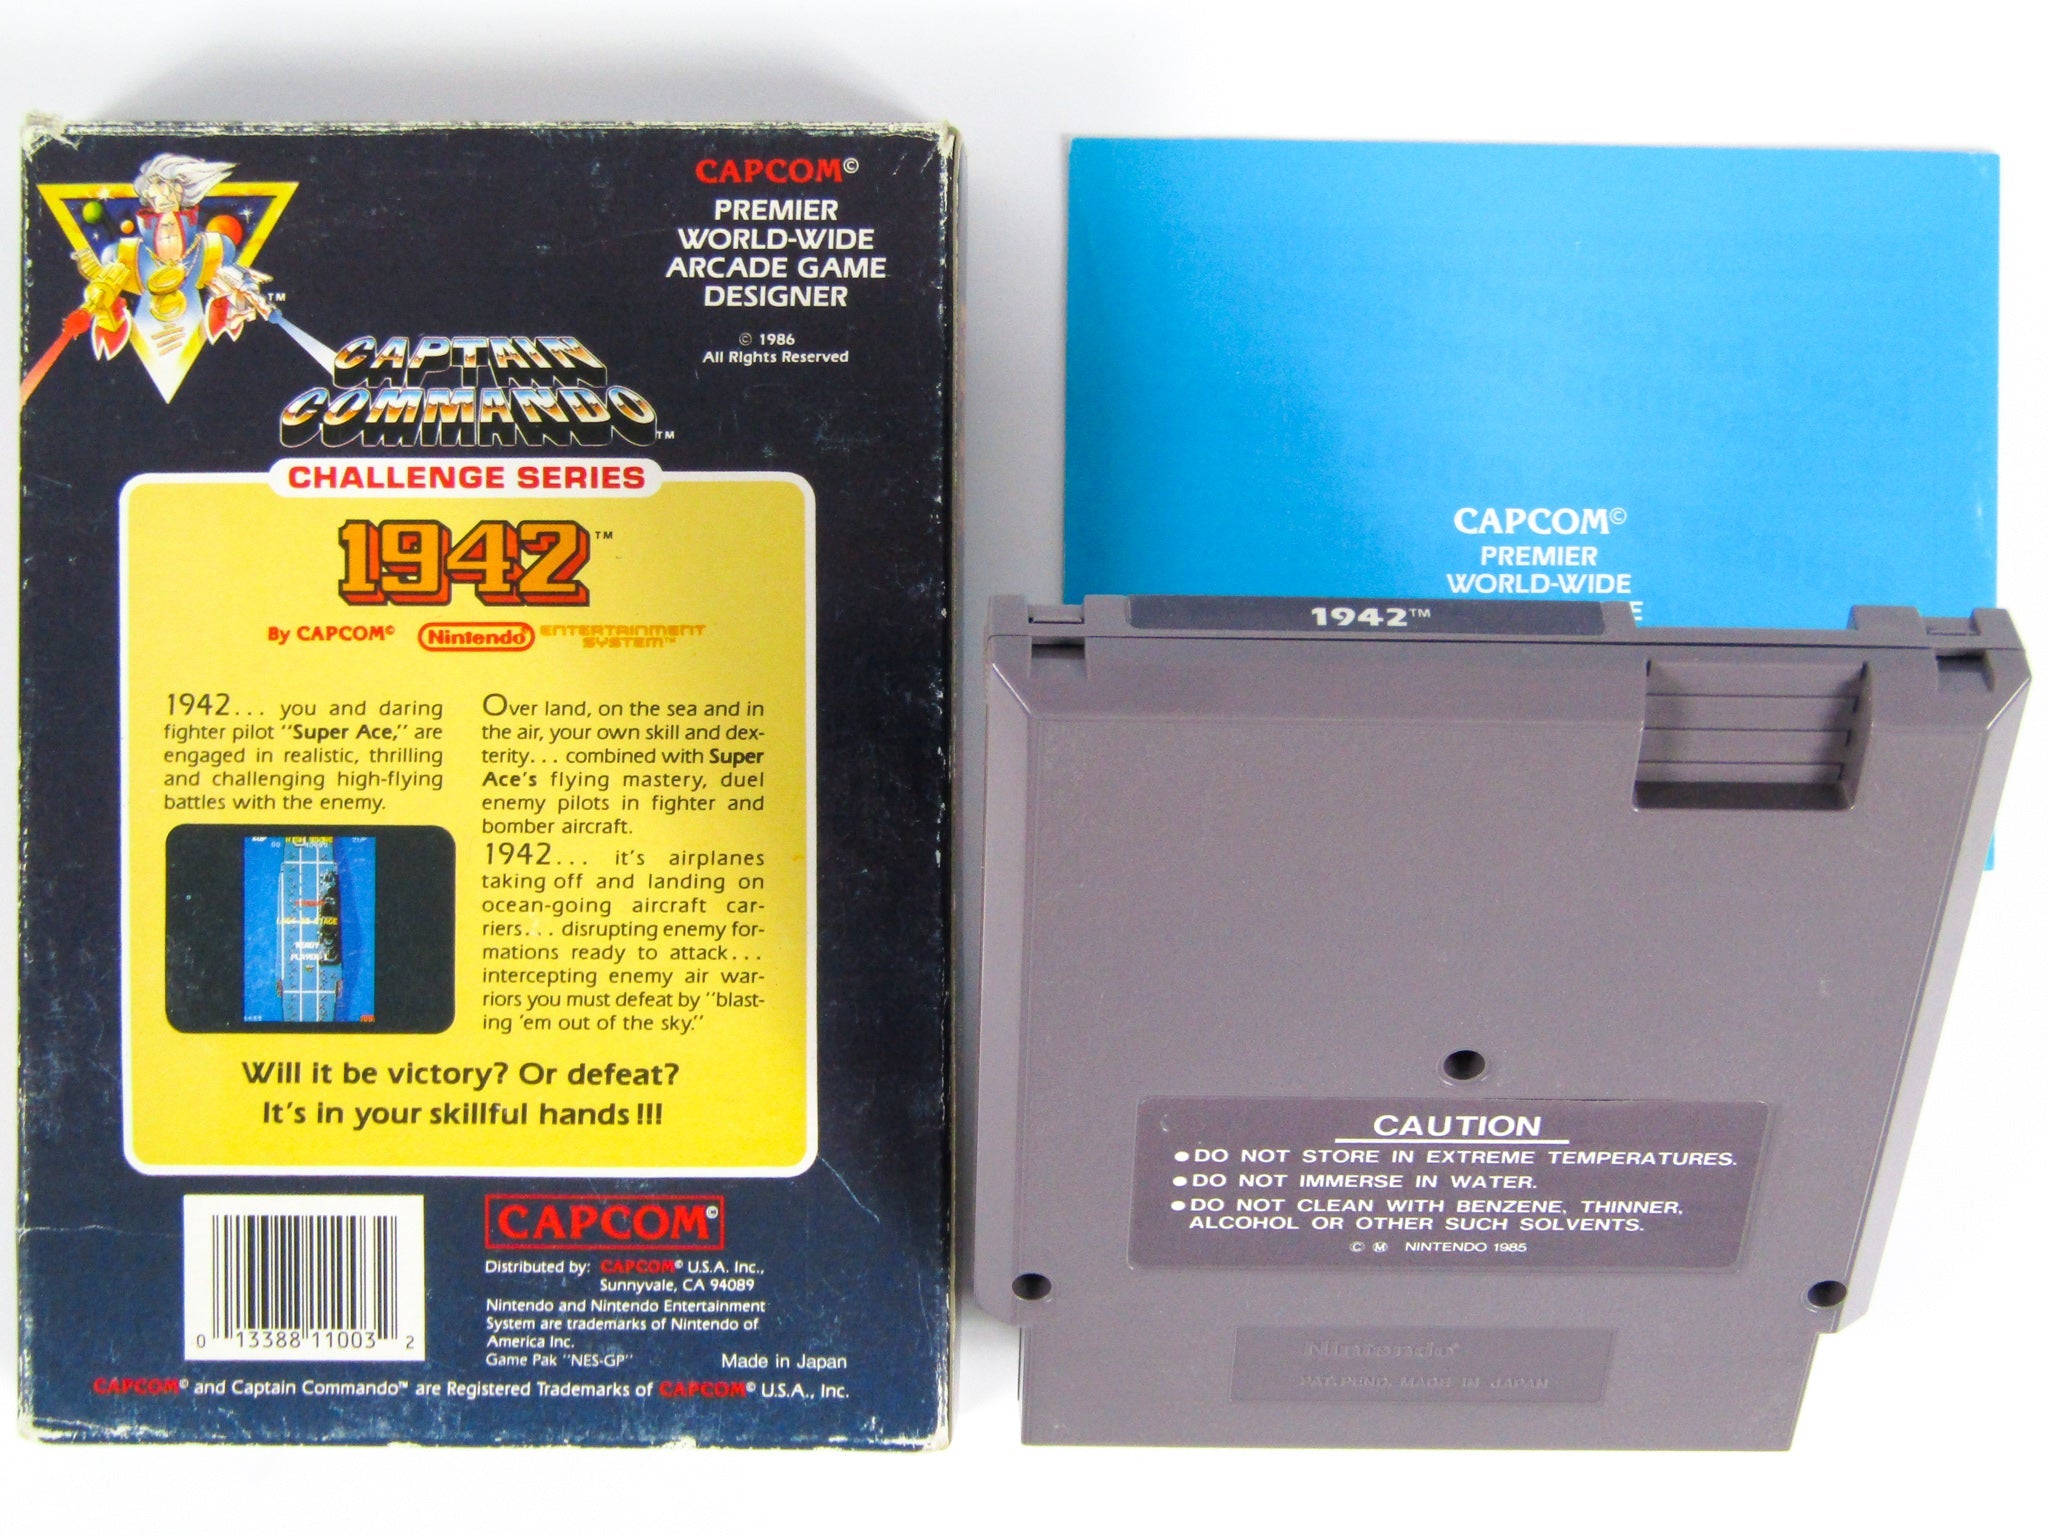 CAPCOM©
PREMIER
WORLD-WIDE
ARCADE GAME
DESIGNER
© 1986
All Rights Reserved
TM
CAPTAIN
COMMANDO TM
CHALLENGE SERIES
1942™
By CAPCOM©
Nintendo® ENTERTAINMENT
SYSTEM™
1942... you and daring
fighter pilot "Super Ace," are
engaged in realistic, thrilling
and challenging high-flying
battles with the enemy.
READY
PLAYER 1
Over land, on the sea and in
the air, your own skill and dex-
terity... combined with Super
Ace's flying mastery, duel
enemy pilots in fighter and
bomber aircraft.
1942... it's airplanes
taking off and landing on
ocean-going aircraft car-
riers... disrupting enemy for-
mations ready to attack...
intercepting enemy air war-
riors you must defeat by "blast-
ing 'em out of the sky."
Will it be victory? Or defeat?
It's in your skillful hands!!!
0 13388 11003 2
CAPCOM©
Distributed by: CAPCOM© U.S.A. Inc.,
Sunnyvale, CA 94089
Nintendo and Nintendo Entertainment
System are trademarks of Nintendo of
America Inc.
Game Pak "NES-GP"
Made in Japan
CAPCOM© and Captain Commando™ are Registered Trademarks of CAPCOM© U.S.A., Inc.
CAPCOM©
PREMIER
WORLD-WIDE
1942™
CAUTION
●DO NOT STORE IN EXTREME TEMPERATURES.
●DO NOT IMMERSE IN WATER.
●DO NOT CLEAN WITH BENZENE, THINNER,
ALCOHOL OR OTHER SUCH SOLVENTS.
© Ⓜ NINTENDO 1985
Nintendo®
PAT. PEND. MADE IN JAPAN